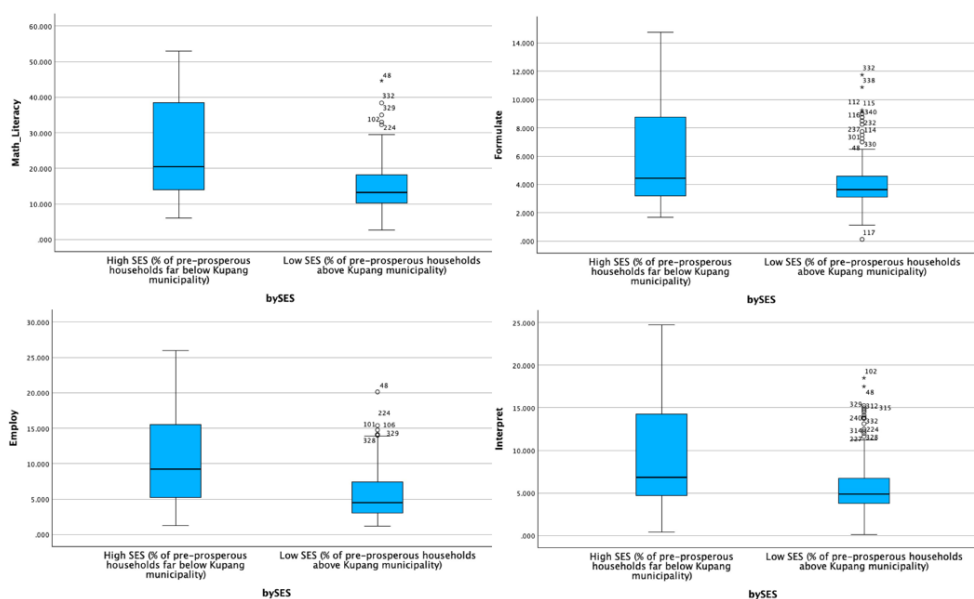 60.000
50.000
40.000
30.000
20.000
10.000
.000
Math_Literacy
48
332
329
102
224
High SES (% of pre-prosperous
households far below Kupang
municipality)
Low SES (% of pre-prosperous households
above Kupang municipality)
bySES
14.000
12.000
10.000
8.000
6.000
4.000
2.000
.000
Formulate
332
338
112 115
116 340
232
237 114
301
48 330
117
High SES (% of pre-prosperous
households far below Kupang
municipality)
Low SES (% of pre-prosperous households
above Kupang municipality)
bySES
30.000
25.000
20.000
15.000
10.000
5.000
.000
Employ
48
224
101 106
329
328
High SES (% of pre-prosperous
households far below Kupang
municipality)
Low SES (% of pre-prosperous households
above Kupang municipality)
bySES
25.000
20.000
15.000
10.000
5.000
.000
Interpret
102
48
329 312 315
240
332
314 224
227 328
High SES (% of pre-prosperous
households far below Kupang
municipality)
Low SES (% of pre-prosperous households
above Kupang municipality)
bySES